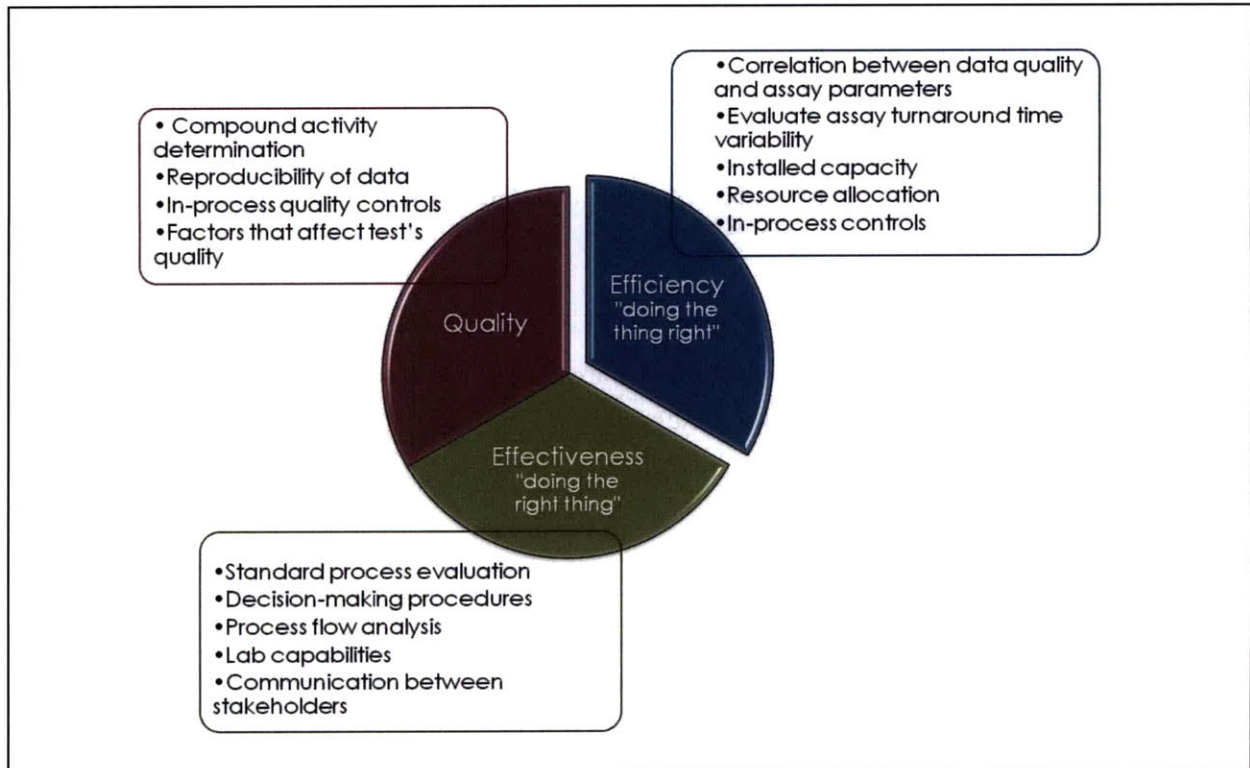 • Compound activity
determination
•Reproducibility of data
•In-process quality controls
•Factors that affect test's
quality
•Correlation between data quality
and assay parameters
•Evaluate assay turnaround time
variability
•Installed capacity
•Resource allocation
•In-process controls
Quality
Efficiency
"doing the
thing right"
Effectiveness
"doing the
right thing"
•Standard process evaluation
•Decision-making procedures
•Process flow analysis
•Lab capabilities
•Communication between
stakeholders